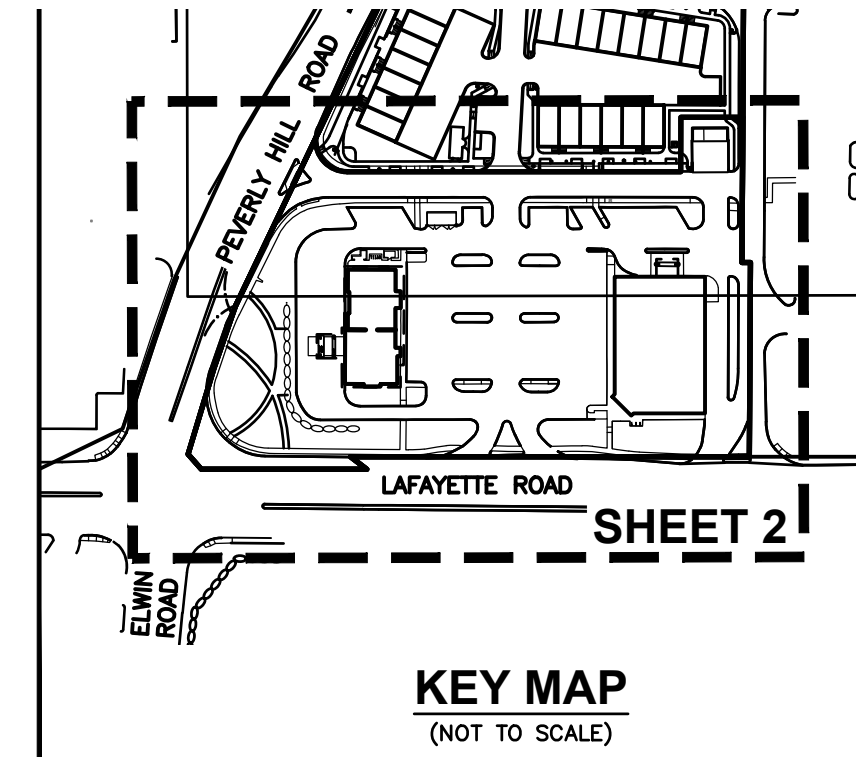 PEVERLY HILL ROAD
LAFAYETTE ROAD
SHEET 2
ELWIN
ROAD
KEY MAP
(NOT TO SCALE)